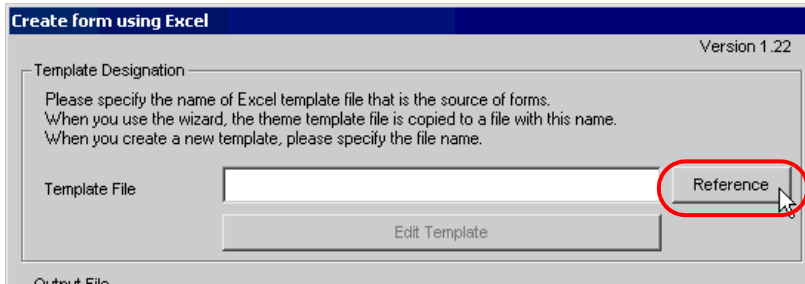 Create form using Excel
Version 1.22
Template Designation
Please specify the name of Excel template file that is the source of forms.
When you use the wizard, the theme template file is copied to a file with this name.
When you create a new template, please specify the file name.
Template File
Reference
Edit Template
Output File